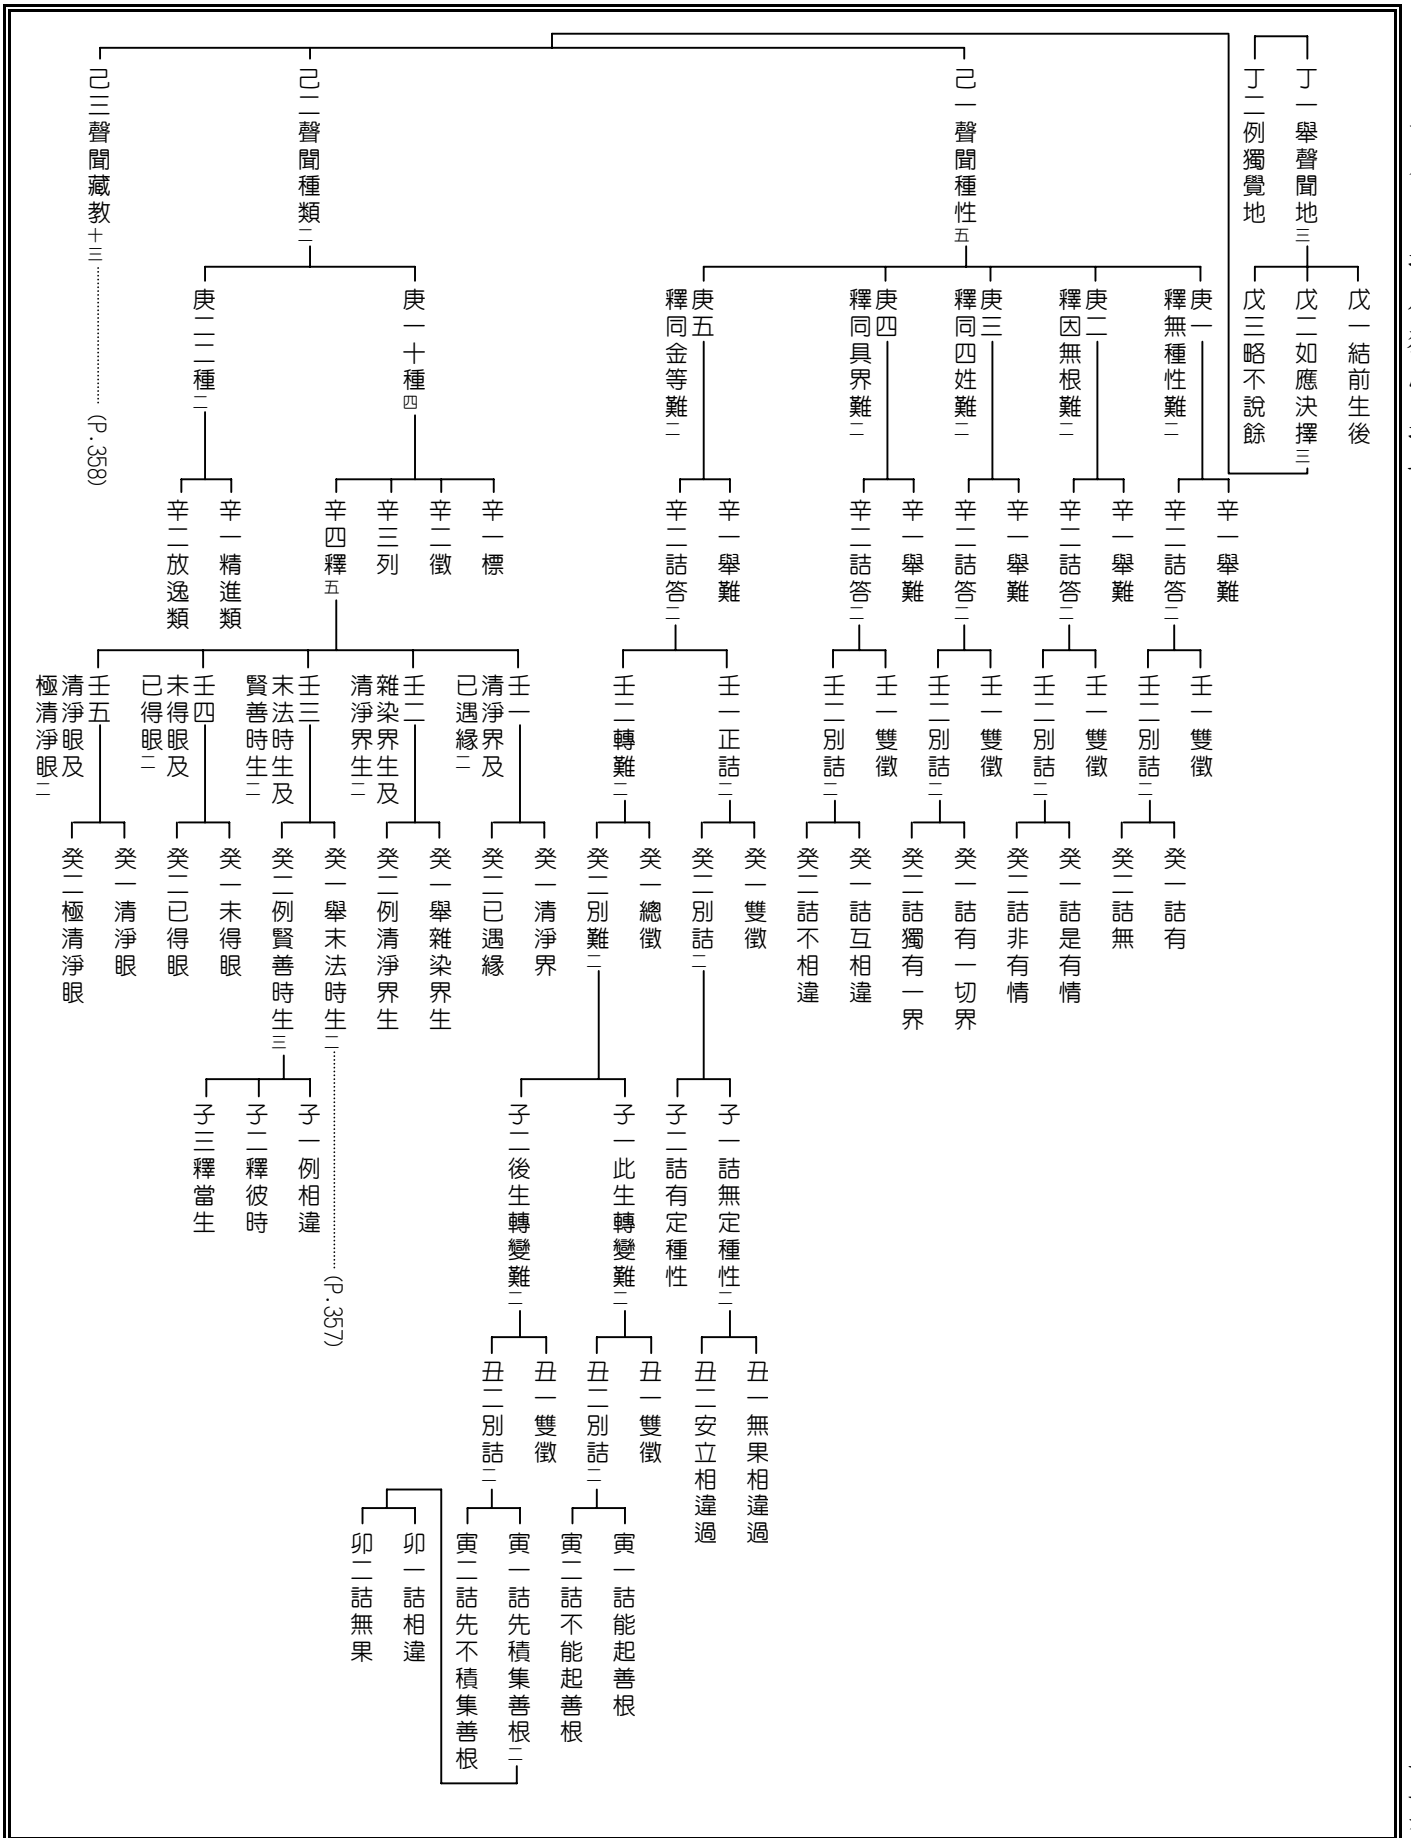 丁一舉聲聞地三
戊一結前生後
戊二如應決擇三
己一聲聞種性五
庚一
釋無種性難二
辛一舉難
辛二詰答二
壬一雙徵
壬二別詰二
癸一詰有
癸二詰無
庚二
釋因無根難二
辛一舉難
辛二詰答二
壬一雙徵
壬二別詰二
癸一詰是有情
癸二詰非有情
庚三
釋同四姓難二
辛一舉難
辛二詰答二
壬一雙徵
壬二別詰二
癸一詰有一切界
癸二詰獨有一界
庚四
釋同具界難二
辛一舉難
辛二詰答二
壬一雙徵
壬二別詰二
癸一詰互相違
癸二詰不相違
庚五
釋同金等難二
辛一舉難
辛二詰答二
壬一正詰二
癸一雙徵
癸二別詰二
子一詰無定種性二
丑一無果相違過
丑二安立相違過
子二詰有定種性
壬二轉難二
癸一總徵
癸二別難二
子一此生轉變難二
丑一雙徵
丑二別詰二
寅一詰能起善根
寅二詰不能起善根
子二後生轉變難二
丑一雙徵
丑二別詰二
寅一詰先積集善根二
卯一詰相違
卯二詰無果
寅二詰先不積集善根
己二聲聞種類二
庚一十種四
辛一標
辛二徵
辛三列
辛四釋五
壬一
清淨界及
已遇緣二
癸一清淨界
癸二已遇緣
壬二
雜染界生及
清淨界生二
癸一舉雜染界生
癸二例清淨界生
壬三
末法時生及
賢善時生二
癸一舉末法時生二 (P.357)
癸二例賢善時生三
子一例相違
子二釋彼時
子三釋當生
壬四
未得眼及
已得眼二
癸一未得眼
癸二已得眼
壬五
清淨眼及
極清淨眼二
癸一清淨眼
癸二極清淨眼
庚二二種二
辛一精進類
辛二放逸類
己三聲聞藏教十三 (P.358)
戊三略不說餘
丁二例獨覺地